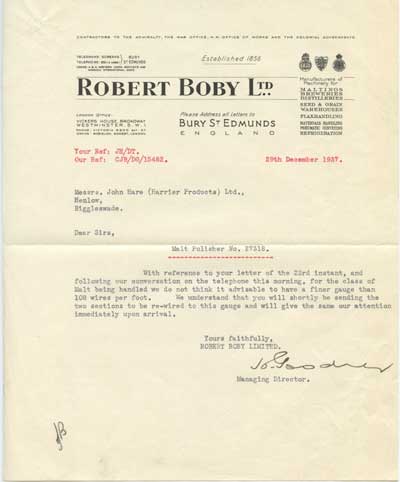 CONTRACTORS TO THE ADMIRALTY, THE WAR OFFICE, H.M. OFFICE OF WORKS AND THE COLONIAL GOVERNMENTS
BURY
ST EDMUNDS
Established 1856
Manufacturers of
Machinery for
MALTINGS
BREWERIES
DISTILLERIES
SEED & GRAIN
WAREHOUSES
FLAXHANDLING
MATERIALS HANDLING
PNEUMATIC CONVEYING
REFRIGERATION
ROBERT BOBY LTD
LONDON OFFICE:
VICKERS HOUSE, BROADWAY
WESTMINSTER, S.W.1
Please Address all Letters to
BURY ST EDMUNDS
ENGLAND
Your Ref: JH/DT.
Our Ref: CJB/DG/15482.
29th December 1937.
Messrs. John Hare (Harrier Products) Ltd.,
Henlow,
Biggleswade.
Dear Sirs,
Malt Polisher No. 27318.
With reference to your letter of the 23rd instant, and
following our conversation on the telephone this morning, for the class of
Malt being handled we do not think it advisable to have a finer gauge than
108 wires per foot. We understand that you will shortly be sending the
two sections to be re-wired to this gauge and will give the same our attention
immediately upon arrival.
Yours faithfully,
ROBERT BOBY LIMITED.
Managing Director.